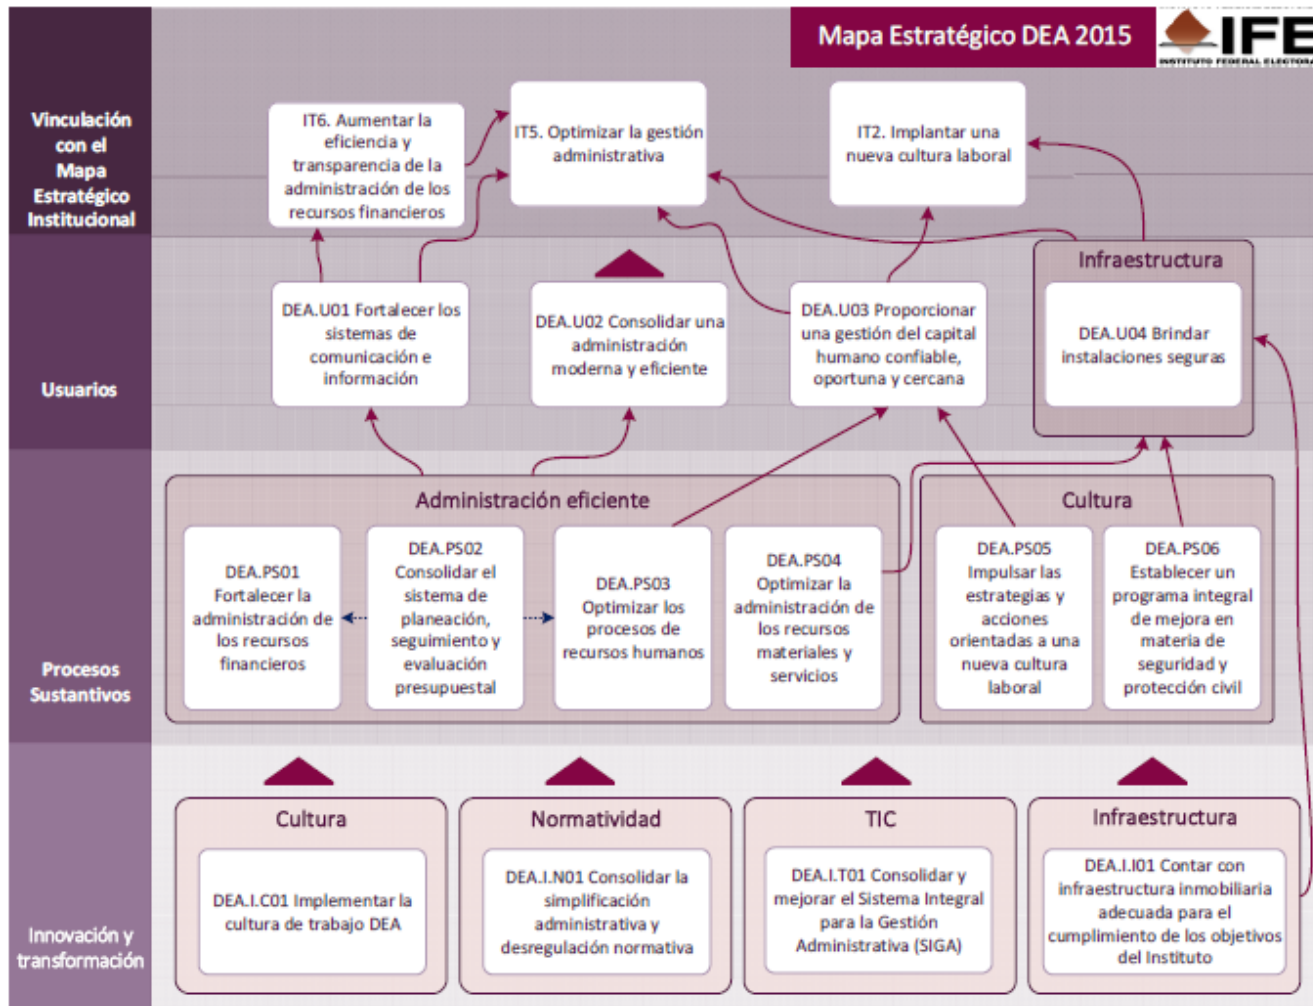 Mapa Estratégico DEA 2015
IFE
INSTITUTO FEDERAL ELECTORAL
Vinculación
con el
Mapa
Estratégico
Institucional
IT6. Aumentar la
eficiencia y
transparencia de la
administración de los
recursos financieros
IT5. Optimizar la gestión
administrativa
IT2. Implantar una
nueva cultura laboral
Usuarios
DEA.U01 Fortalecer los
sistemas de
comunicación e
información
DEA.U02 Consolidar una
administración
moderna y eficiente
DEA.U03 Proporcionar
una gestión del capital
humano confiable,
oportuna y cercana
Infraestructura
DEA.U04 Brindar
instalaciones seguras
Procesos
Sustantivos
Administración eficiente
DEA.PS01
Fortalecer la
administración de
los recursos
financieros
DEA.PS02
Consolidar el
sistema de
planeación,
seguimiento y
evaluación
presupuestal
DEA.PS03
Optimizar los
procesos de
recursos humanos
DEA.PS04
Optimizar la
administración de
los recursos
materiales y
servicios
Cultura
DEA.PS05
Impulsar las
estrategias y
acciones
orientadas a una
nueva cultura
laboral
DEA.PS06
Establecer un
programa integral
de mejora en
materia de
seguridad y
protección civil
Innovación y
transformación
Cultura
DEA.I.C01 Implementar la
cultura de trabajo DEA
Normatividad
DEA.I.N01 Consolidar la
simplificación
administrativa y
desregulación normativa
TIC
DEA.I.T01 Consolidar y
mejorar el Sistema Integral
para la Gestión
Administrativa (SIGA)
Infraestructura
DEA.I.I01 Contar con
infraestructura inmobiliaria
adecuada para el
cumplimiento de los objetivos
del Instituto